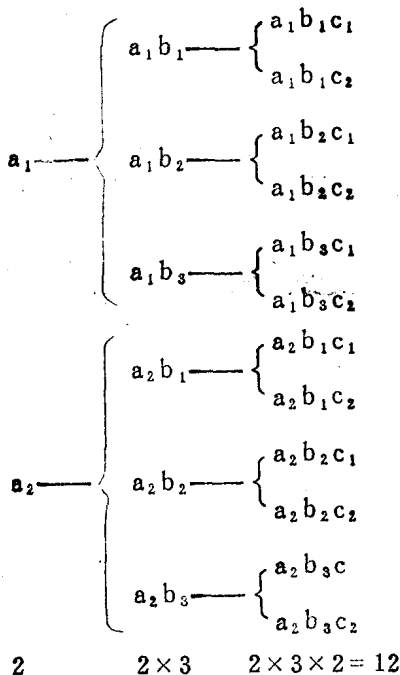 a₁b₁c₁
a₁b₁
a₁b₁c₂
a₁b₂c₁
a₁ a₁b₂
a₁b₂c₂
a₁b₃c₁
a₁b₃
a₁b₃c₂
a₂b₁c₁
a₂b₁
a₂b₁c₂
a₂b₂c₁
a₂ a₂b₂
a₂b₂c₂
a₂b₃c
a₂b₃
a₂b₃c₂
2 2×3 2×3×2=12